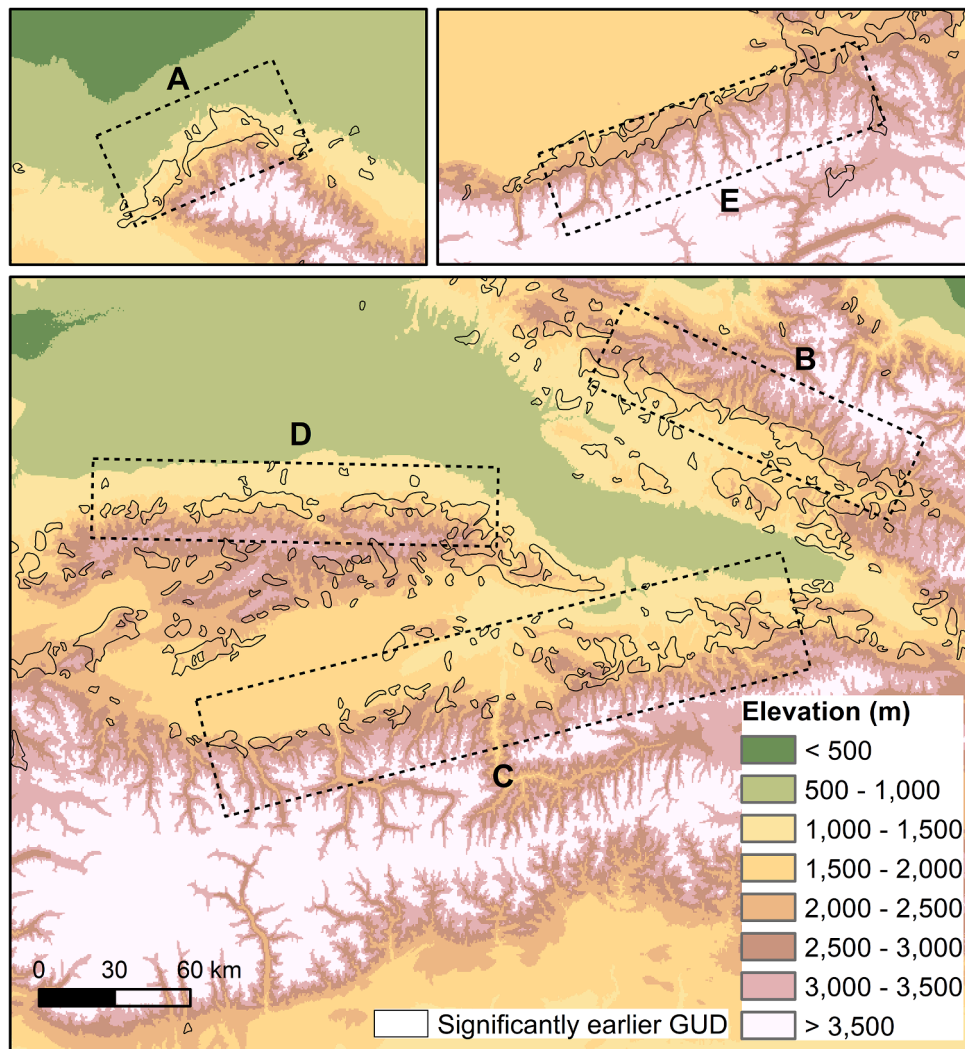 A
E
B
D
C
Elevation (m)
< 500
500 - 1,000
1,000 - 1,500
1,500 - 2,000
2,000 - 2,500
2,500 - 3,000
3,000 - 3,500
> 3,500
0 30 60 km
Significantly earlier GUD